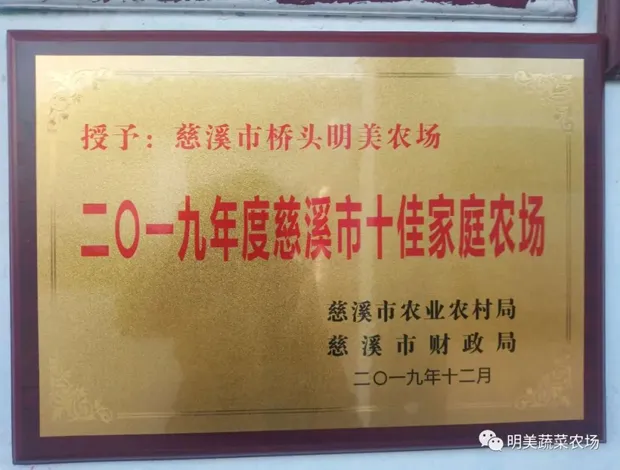 授予：慈溪市桥头明美农场
二〇一九年度慈溪市十佳家庭农场
慈溪市农业农村局
慈溪市财政局
二〇一九年十二月
明美蔬菜农场